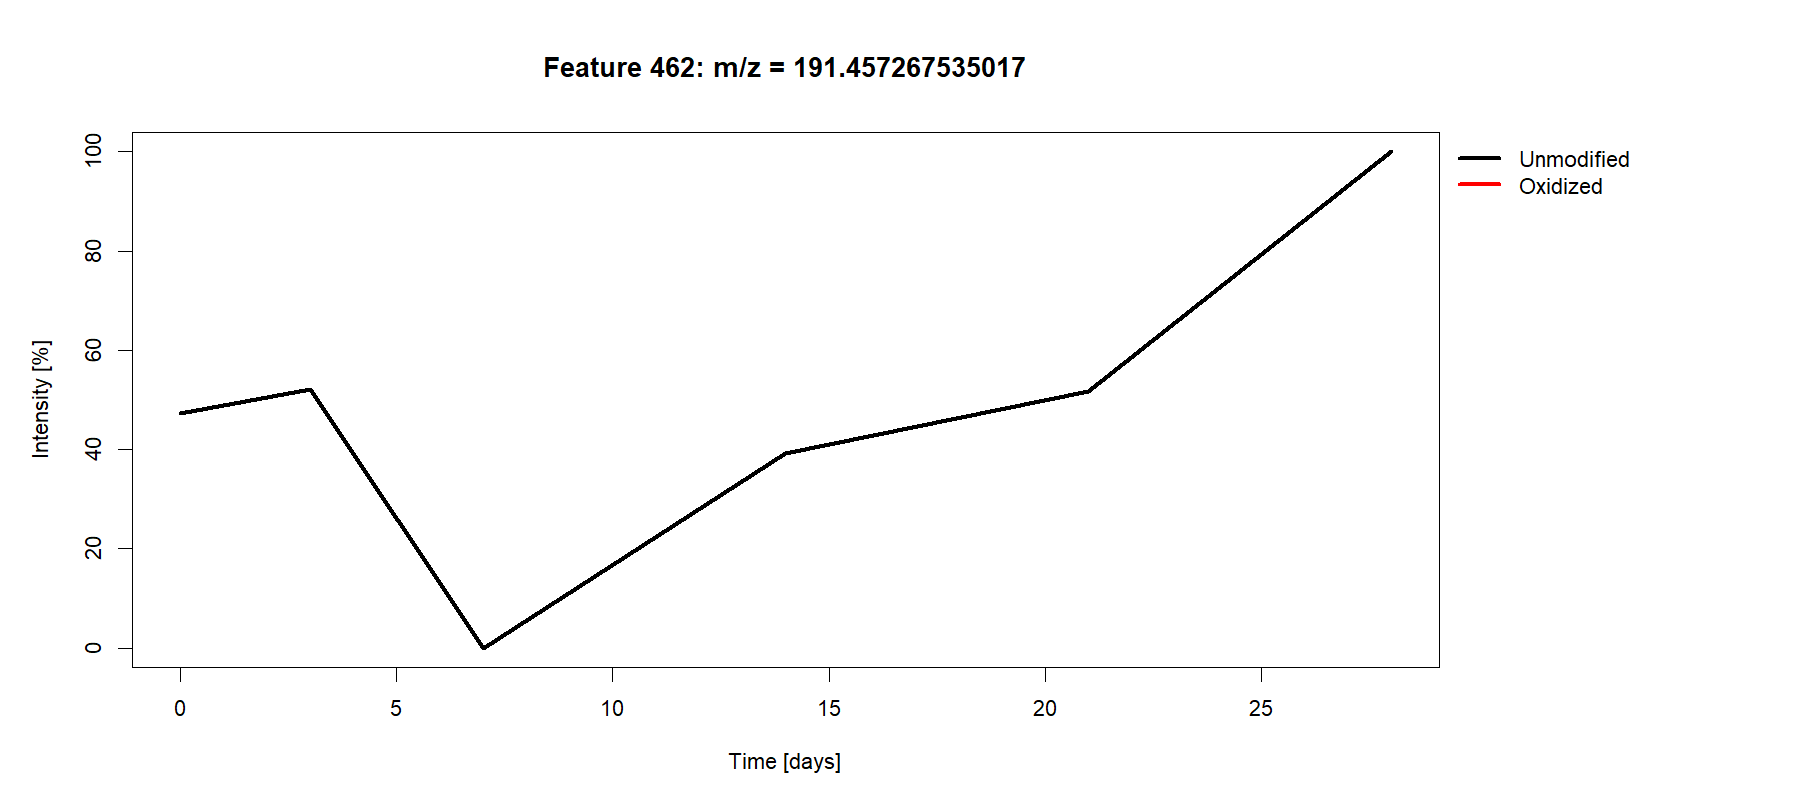 Feature 462: m/z = 191.457267535017
Unmodified
Oxidized
Intensity [%]
100
80
60
40
20
0
0 5 10 15 20 25
Time [days]